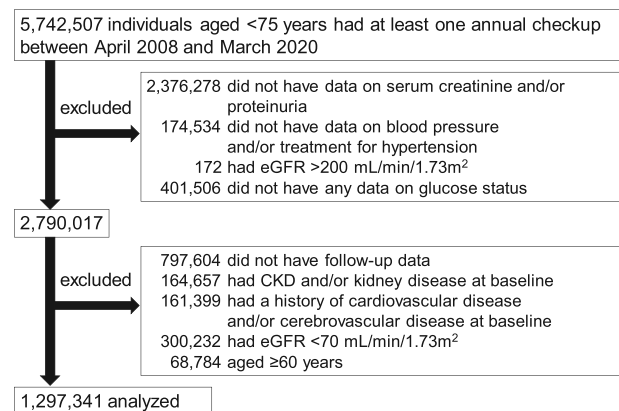 5,742,507 individuals aged <75 years had at least one annual checkup
between April 2008 and March 2020
excluded
2,376,278 did not have data on serum creatinine and/or
proteinuria
174,534 did not have data on blood pressure
and/or treatment for hypertension
172 had eGFR >200 mL/min/1.73m²
401,506 did not have any data on glucose status
2,790,017
excluded
797,604 did not have follow-up data
164,657 had CKD and/or kidney disease at baseline
161,399 had a history of cardiovascular disease
and/or cerebrovascular disease at baseline
300,232 had eGFR <70 mL/min/1.73m²
68,784 aged ≥60 years
1,297,341 analyzed